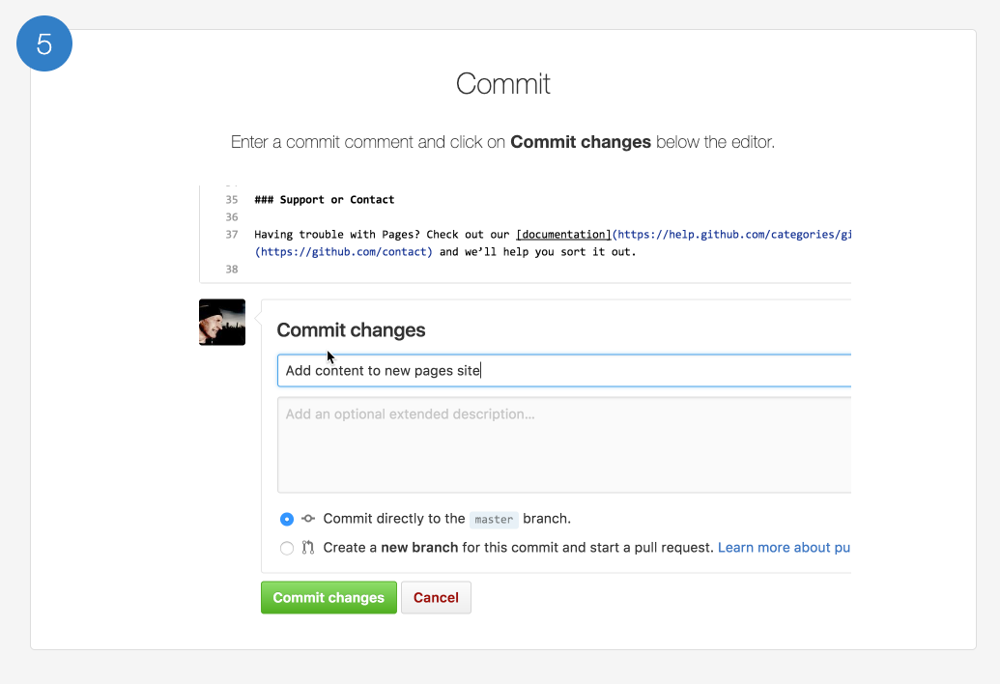 5
Commit
Enter a commit comment and click on Commit changes below the editor.
35 ### Support or Contact
36
37 Having trouble with Pages? Check out our [documentation](https://help.github.com/categories/gi
(https://github.com/contact) and we’ll help you sort it out.
38
Commit changes
Add content to new pages site
Add an optional extended description…
Commit directly to the master branch.
Create a new branch for this commit and start a pull request. Learn more about pu
Commit changes Cancel